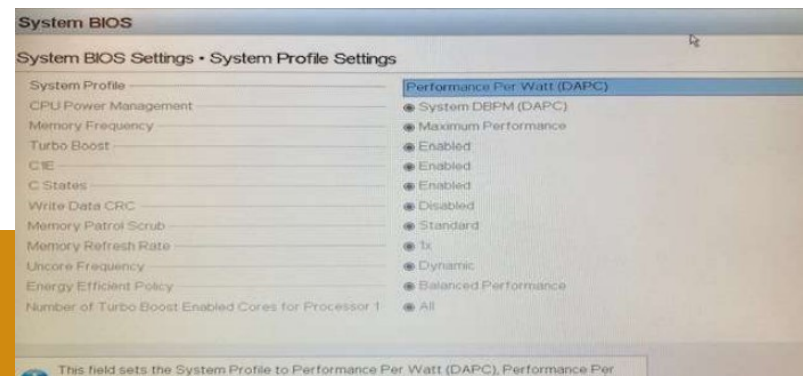 System BIOS
System BIOS Settings • System Profile Settings
System Profile Performance Per Watt (DAPC)
CPU Power Management System DBPM (DAPC)
Memory Frequency Maximum Performance
Turbo Boost Enabled
C1E Enabled
C States Enabled
Write Data CRC Disabled
Memory Patrol Scrub Standard
Memory Refresh Rate 1x
Uncore Frequency Dynamic
Energy Efficient Policy Balanced Performance
Number of Turbo Boost Enabled Cores for Processor 1 All
This field sets the System Profile to Performance Per Watt (DAPC), Performance Per